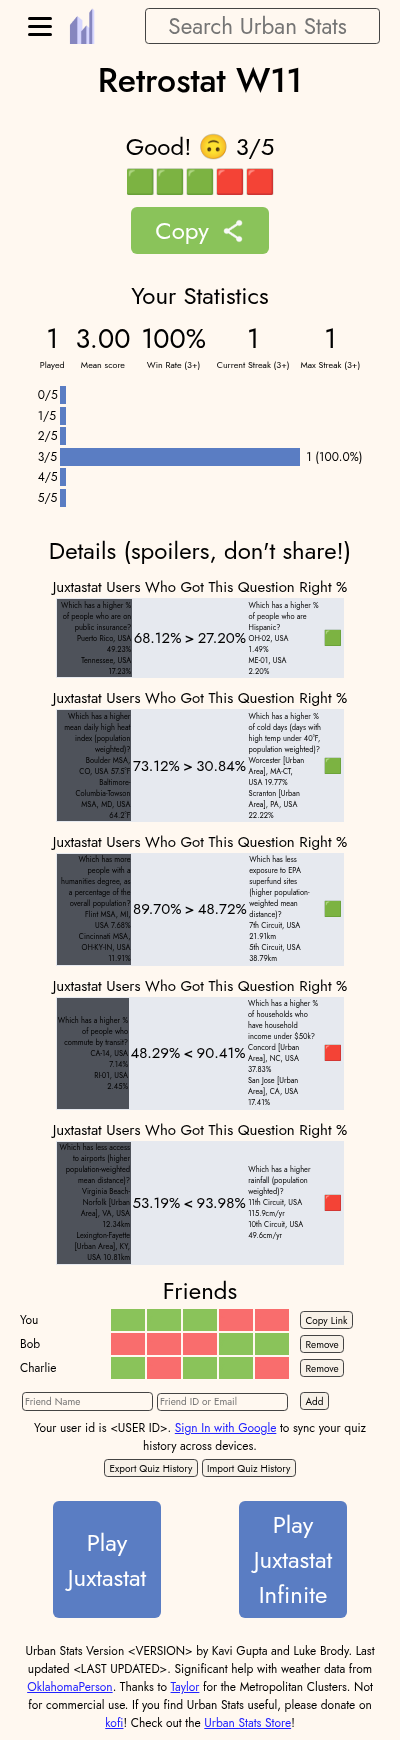 Search Urban Stats
Retrostat W11
Good! 🙃 3/5
🟩🟩🟩🟥🟥
Copy
Your Statistics
1 3.00 100% 1 1
Played Mean score Win Rate (3+) Current Streak (3+) Max Streak (3+)
0/5
1/5
2/5
3/5 1 (100.0%)
4/5
5/5
Details (spoilers, don't share!)
Juxtastat Users Who Got This Question Right %
Which has a higher %
of people who are on
public insurance?
Puerto Rico, USA
49.23%
Tennessee, USA
17.23%
68.12% > 27.20%
Which has a higher %
of people who are
Hispanic?
OH-02, USA
1.49%
ME-01, USA
2.20%
🟩
Juxtastat Users Who Got This Question Right %
Which has a higher
mean daily high heat
index (population
weighted)?
Boulder MSA,
CO, USA 57.5°F
Baltimore-
Columbia-Towson
MSA, MD, USA
64.2°F
73.12% > 30.84%
Which has a higher %
of cold days (days with
high temp under 40°F,
population weighted)?
Worcester [Urban
Area], MA-CT,
USA 19.77%
Scranton [Urban
Area], PA, USA
22.22%
🟩
Juxtastat Users Who Got This Question Right %
Which has more
people with a
humanities degree, as
a percentage of the
overall population?
Flint MSA, MI,
USA 7.68%
Cincinnati MSA,
OH-KY-IN, USA
11.91%
89.70% > 48.72%
Which has less
exposure to EPA
superfund sites
(higher population-
weighted mean
distance)?
7th Circuit, USA
21.91km
5th Circuit, USA
38.79km
🟩
Juxtastat Users Who Got This Question Right %
Which has a higher %
of people who
commute by transit?
CA-14, USA
7.14%
RI-01, USA
2.45%
48.29% < 90.41%
Which has a higher %
of households who
have household
income under $50k?
Concord [Urban
Area], NC, USA
37.83%
San Jose [Urban
Area], CA, USA
17.41%
🟥
Juxtastat Users Who Got This Question Right %
Which has less access
to airports (higher
population-weighted
mean distance)?
Virginia Beach-
Norfolk [Urban
Area], VA, USA
12.34km
Lexington-Fayette
[Urban Area], KY,
USA 10.81km
53.19% < 93.98%
Which has a higher
rainfall (population
weighted)?
11th Circuit, USA
115.9cm/yr
10th Circuit, USA
49.6cm/yr
🟥
Friends
You Copy Link
Bob Remove
Charlie Remove
Friend Name Friend ID or Email Add
Your user id is <USER ID>. Sign In with Google to sync your quiz
history across devices.
Export Quiz History Import Quiz History
Play
Juxtastat
Play
Juxtastat
Infinite
Urban Stats Version <VERSION> by Kavi Gupta and Luke Brody. Last
updated <LAST UPDATED>. Significant help with weather data from
OklahomaPerson. Thanks to Taylor for the Metropolitan Clusters. Not
for commercial use. If you find Urban Stats useful, please donate on
kofi! Check out the Urban Stats Store!